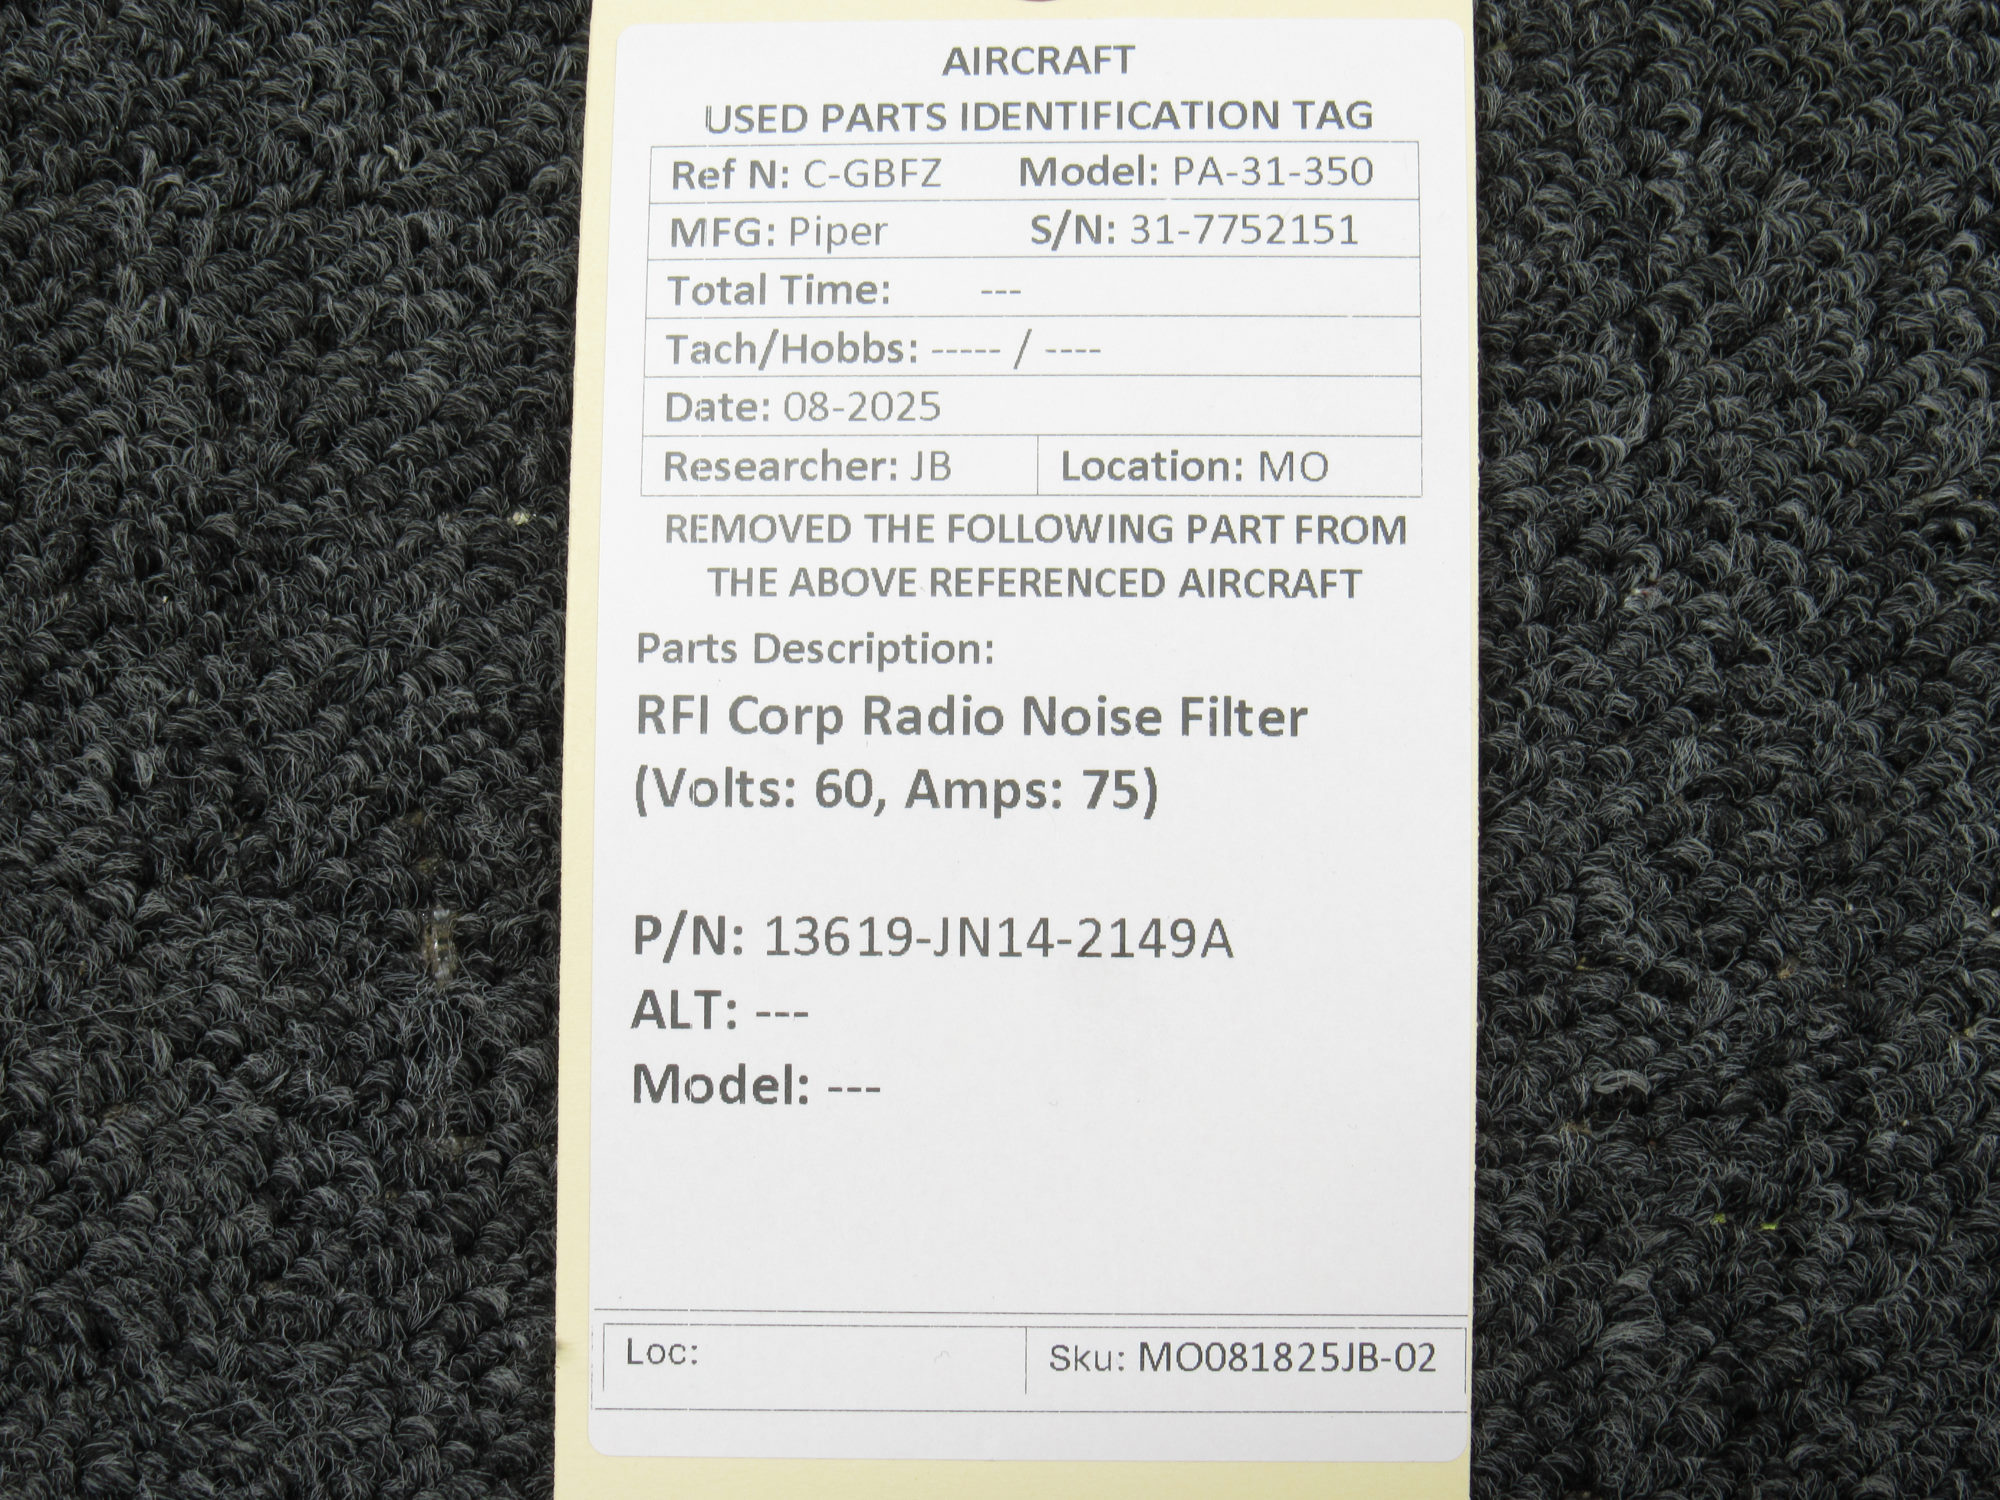 AIRCRAFT
USED PARTS IDENTIFICATION TAG
Ref N: C-GBFZ Model: PA-31-350
MFG: Piper S/N: 31-7752151
Total Time: ---
Tach/Hobbs: ----- / ----
Date: 08-2025
Researcher: JB Location: MO
REMOVED THE FOLLOWING PART FROM
THE ABOVE REFERENCED AIRCRAFT
Parts Description:
RFI Corp Radio Noise Filter
(Volts: 60, Amps: 75)
P/N: 13619-JN14-2149A
ALT: ---
Model: ---
Loc: Sku: MO081825JB-02